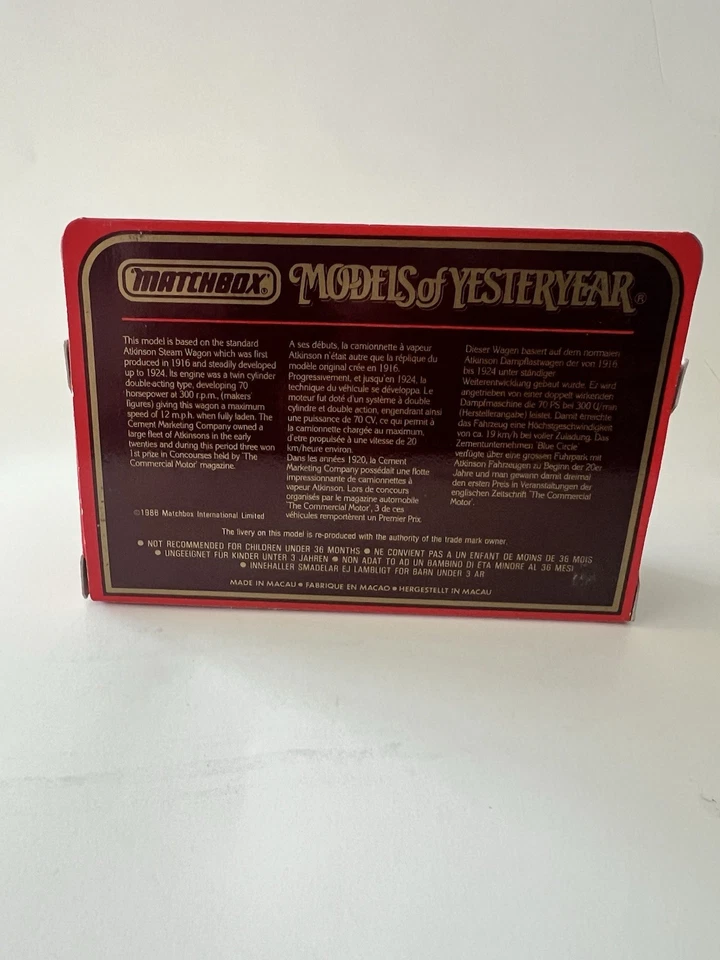 MATCHBOX®
MODELS of YESTERYEAR®
This model is based on the standard
Atkinson Steam Wagon which was first
produced in 1916 and steadily developed
up to 1924. Its engine was a twin cylinder
double-acting type, developing 70
horsepower at 300 r.p.m., (makers'
figures) giving this wagon a maximum
speed of 12 m.p.h. when fully laden. The
Cement Marketing Company owned a
large fleet of Atkinsons in the early
twenties and during this period three won
1st prize in Concourses held by 'The
Commercial Motor' magazine.
©1986 Matchbox International Limited
A ses débuts, la camionnette à vapeur
Atkinson n'était autre que la réplique du
modèle original crée en 1916.
Progressivement, et jusqu'en 1924, la
technique du véhicule se développa. Le
moteur fut doté d'un système à double
cylindre et double action, engendrant ainsi
une puissance de 70 CV, ce qui permit à
la camionnette chargée au maximum,
d'etre propulsée à une vitesse de 20
km/heure environ.
Dans les années 1920, la Cement
Marketing Company possédait une flotte
impressionnante de camionnettes à
vapeur Atkinson. Lors de concours
organisés par le magazine automobile
'The Commercial Motor', 3 de ces
véhicules remportèrent un Premier Prix.
Dieser Wagen basiert auf dem normalen
Atkinson Dampflastwagen der von 1916
bis 1924 unter ständiger
Weiterentwicklung gebaut wurde. Er wird
angetrieben von einer doppelt wirkenden
Dampfmaschine die 70 PS bei 300 U/min
(Herstellerangabe) leistet. Damit erreichte
das Fahrzeug eine Höchstgeschwindigkeit
von ca. 19 km/h bei voller Zuladung. Das
Zementunternehmen 'Blue Circle'
verfügte über eine grossen Fuhrpark mit
Atkinson Fahrzeugen zu Beginn der 20er
Jahre und man gewann damit dreimal
den ersten Preis in Veranstaltungen der
englischen Zeitschrift 'The Commercial
Motor'.
The livery on this model is re-produced with the authority of the trade mark owner.
● NOT RECOMMENDED FOR CHILDREN UNDER 36 MONTHS ● NE CONVIENT PAS A UN ENFANT DE MOINS DE 36 MOIS
● UNGEEIGNET FUR KINDER UNTER 3 JAHREN ● NON ADAT TO AD UN BAMBINO DI ETA MINORE AL 36 MESI
● INNEHALLER SMADELAR EJ LAMBLIGT FOR BARN UNDER 3 AR
MADE IN MACAU ● FABRIQUE EN MACAO ● HERGESTELLT IN MACAU